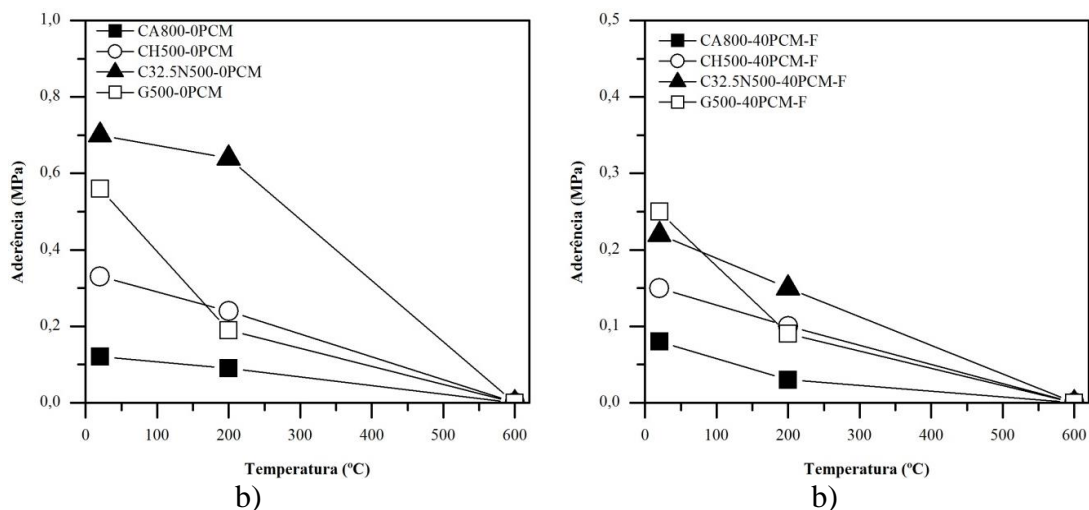 1,0
0,8
0,6
0,4
0,2
0,0
Aderência (MPa)
CA800-0PCM
CH500-0PCM
C32.5N500-0PCM
G500-0PCM
0 100 200 300 400 500 600
Temperatura (ºC)
b)
0,5
0,4
0,3
0,2
0,1
0,0
Aderência (MPa)
CA800-40PCM-F
CH500-40PCM-F
C32.5N500-40PCM-F
G500-40PCM-F
0 100 200 300 400 500 600
Temperatura (ºC)
b)